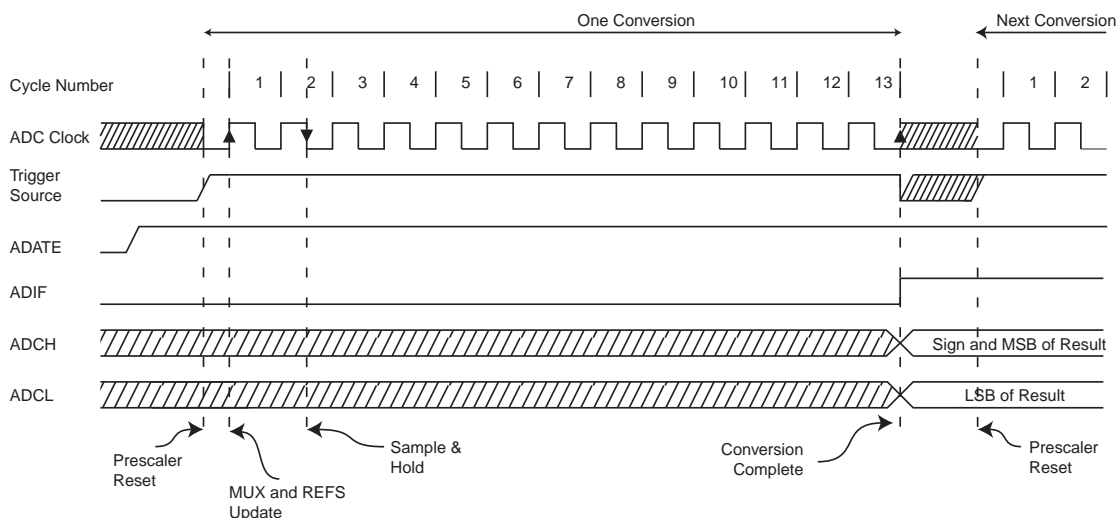 One Conversion
Next Conversion
Cycle Number
1 2 3 4 5 6 7 8 9 10 11 12 13 1 2
ADC Clock
Trigger
Source
ADATE
ADIF
ADCH
Sign and MSB of Result
ADCL
LSB of Result
Prescaler
Reset
MUX and REFS
Update
Sample &
Hold
Conversion
Complete
Prescaler
Reset